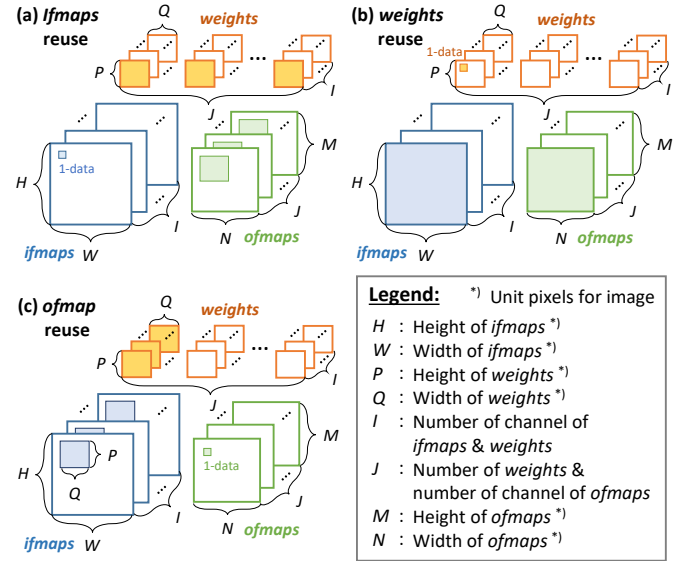 (a) Ifmaps
reuse
Q
weights
P
...
I
J
H
1-data
M
J
I
N
ifmaps W
ofmaps
(b) weights
reuse
Q
weights
1-data
P
...
I
J
H
M
J
I
N
ifmaps W
ofmaps
(c) ofmap
reuse
Q
weights
P
...
I
J
H
P
Q
1-data
M
J
I
N
ifmaps W
ofmaps
Legend: *) Unit pixels for image
H : Height of ifmaps *)
W : Width of ifmaps *)
P : Height of weights *)
Q : Width of weights *)
I : Number of channel of
ifmaps & weights
J : Number of weights &
number of channel of ofmaps
M : Height of ofmaps *)
N : Width of ofmaps *)